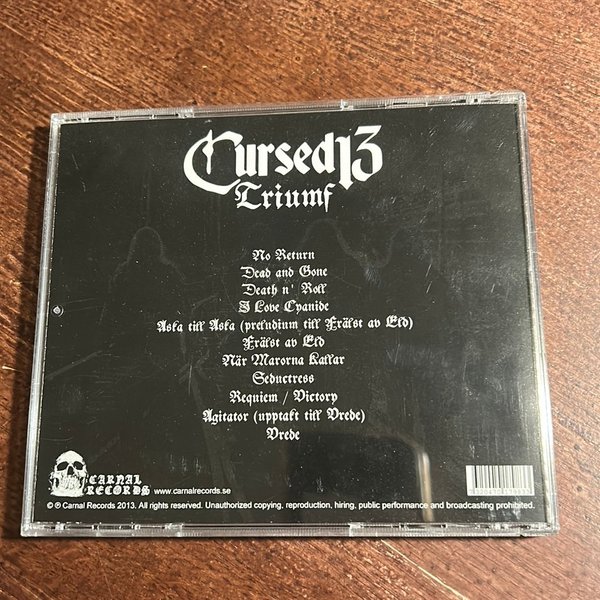 Cursed13
Triumf
No Return
Dead and Gone
Death n' Roll
I Love Cyanide
Aska till Aska (preludium till Frälst av Eld)
Frälst av Eld
När Marorna Kallar
Seductress
Requiem / Victory
Agitator (upptakt till Vrede)
Vrede
CARNAL
RECORDS
www.carnalrecords.se
© ℗ Carnal Records 2013. All rights reserved. Unauthorized copying, reproduction, hiring, public performance and broadcasting prohibited.